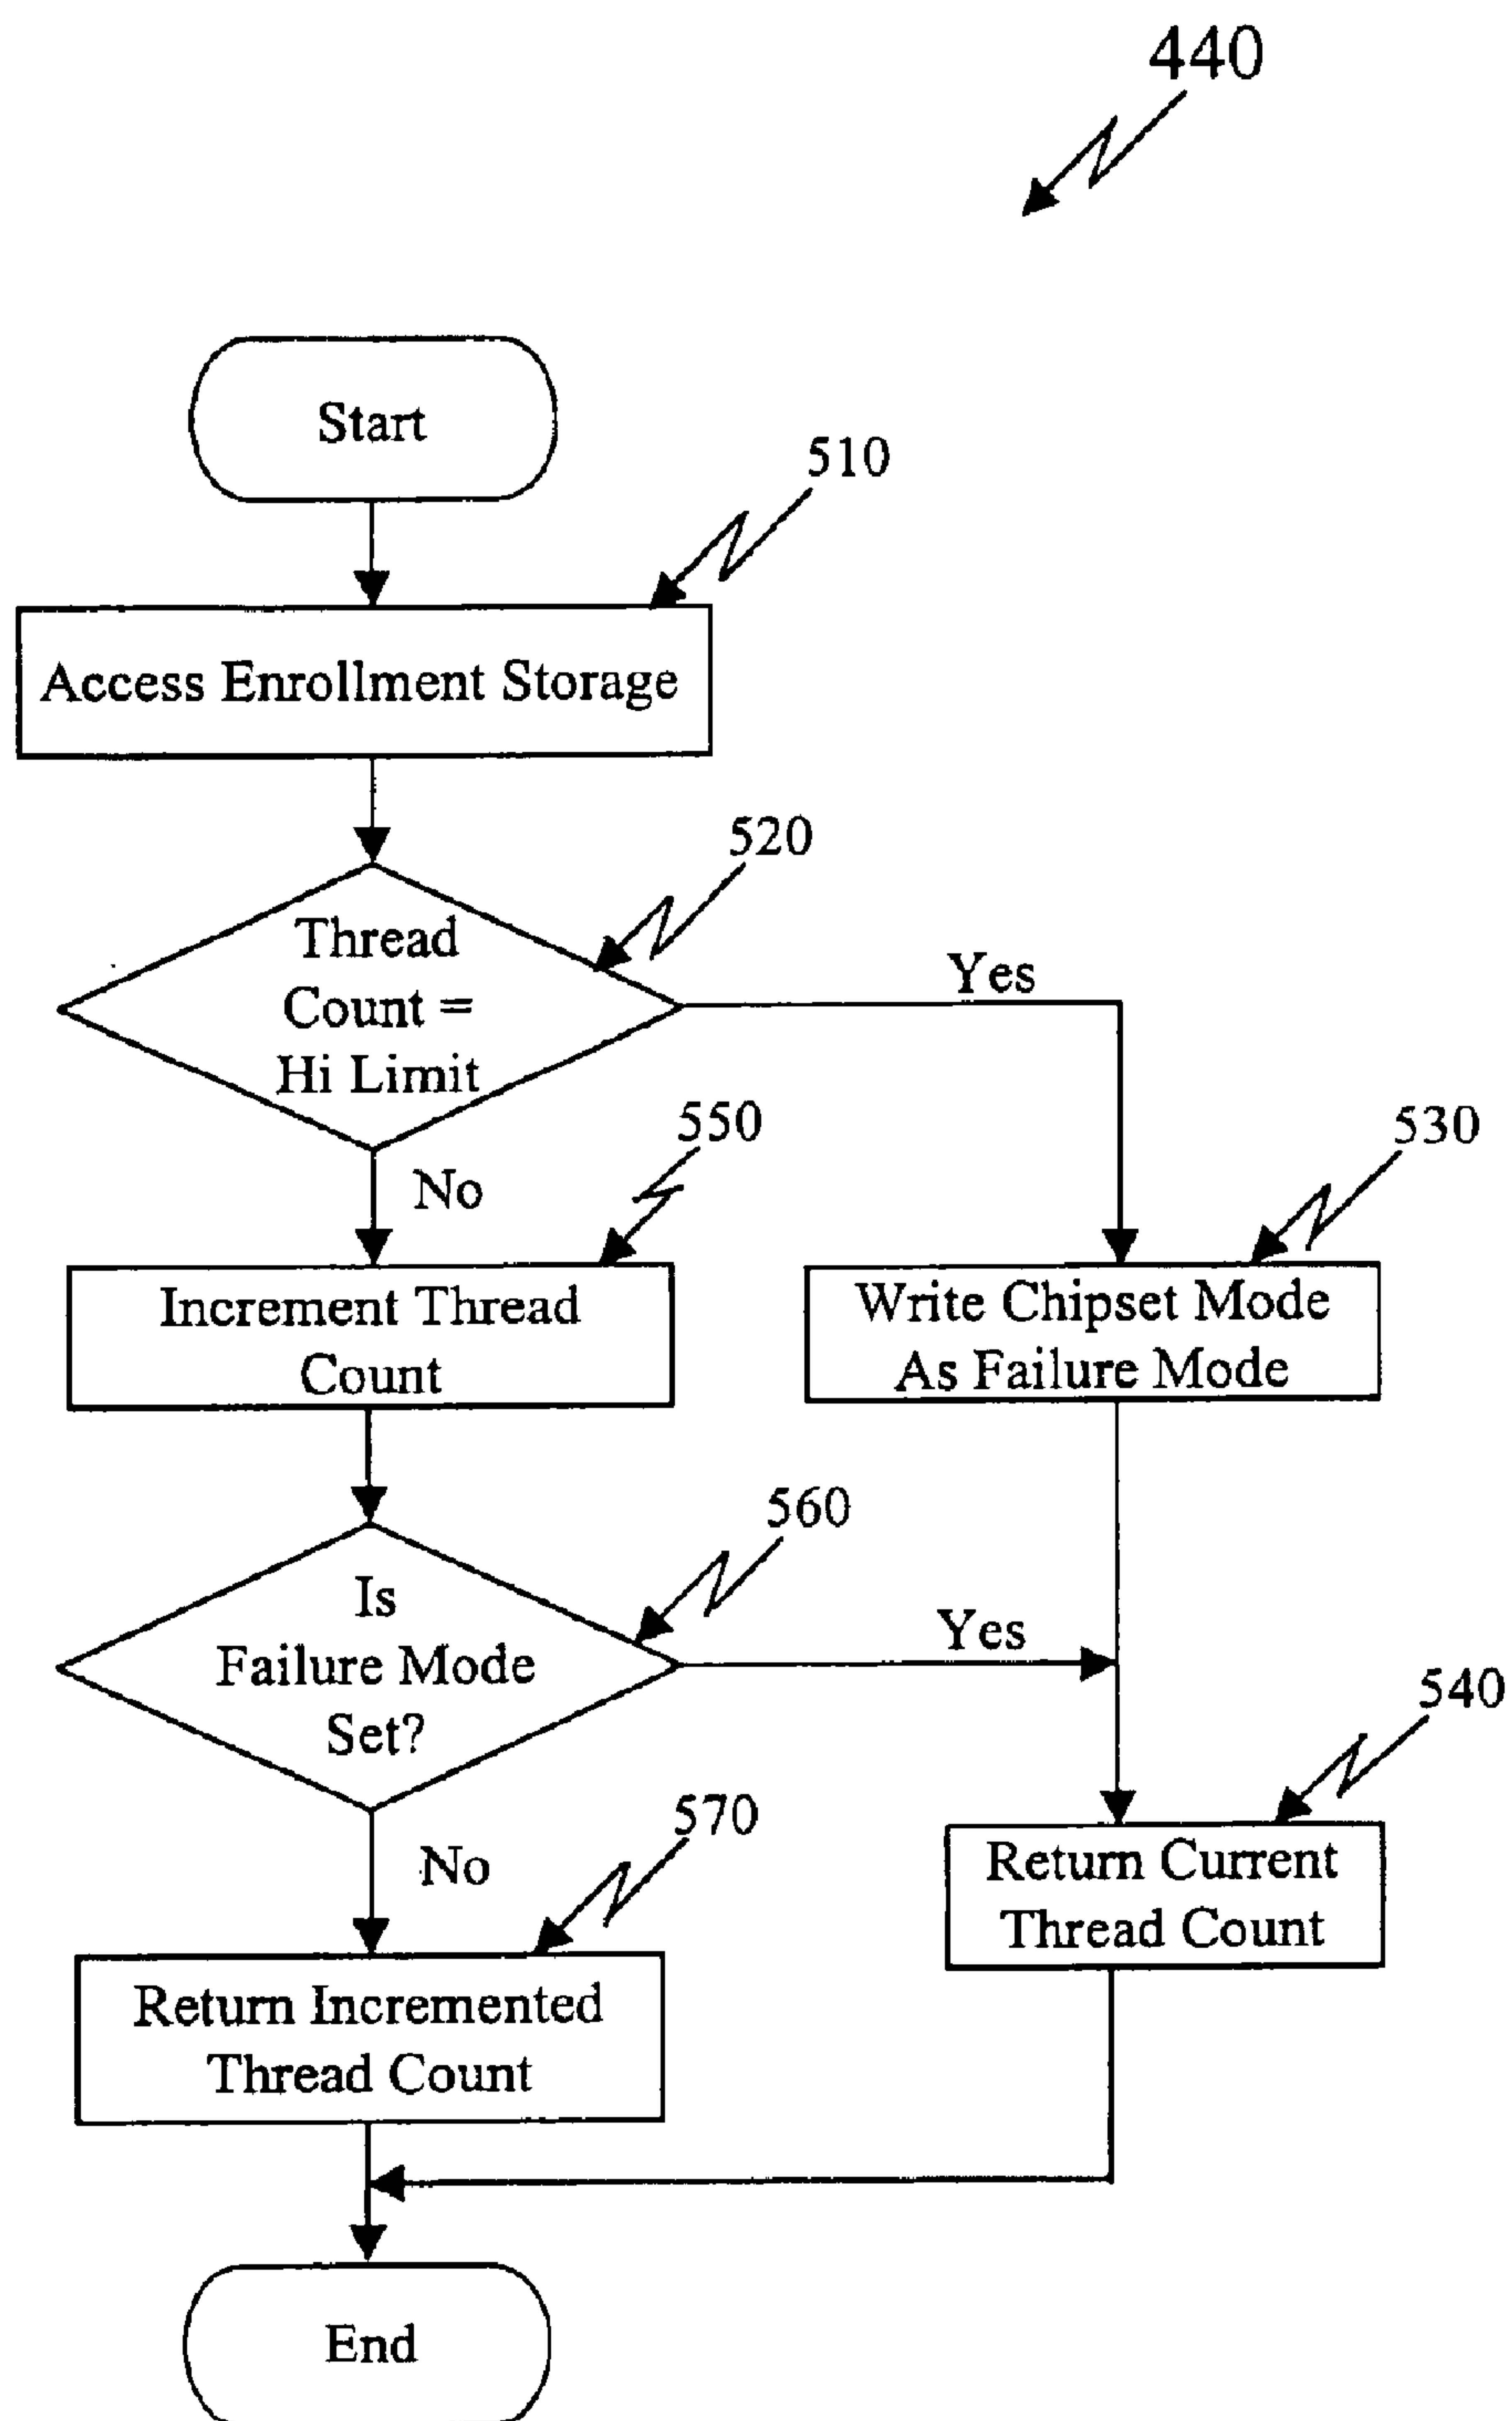 440
Start
510
Access Enrollment Storage
520
Thread
Count =
Hi Limit
Yes
550
No
530
Increment Thread
Count
Write Chipset Mode
As Failure Mode
560
Is
Failure Mode
Set?
Yes
540
570
No
Return Current
Thread Count
Return Incremented
Thread Count
End